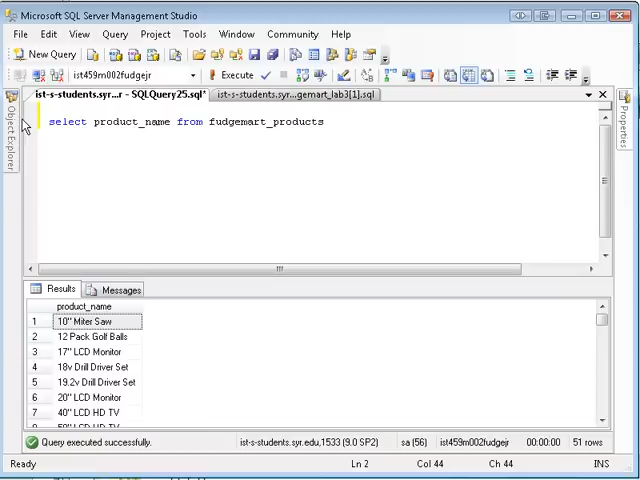 Microsoft SQL Server Management Studio
File Edit View Query Project Tools Window Community Help
New Query
ist459m002fudgejr Execute
ist-s-students.syr...r - SQLQuery25.sql* ist-s-students.syr...gemart_lab3[1].sql
Object Explorer
Properties
select product_name from fudgemart_products
Results Messages
product_name
1 10" Miter Saw
2 12 Pack Golf Balls
3 17" LCD Monitor
4 18v Drill Driver Set
5 19.2v Drill Driver Set
6 20" LCD Monitor
7 40" LCD HD TV
Query executed successfully. ist-s-students.syr.edu,1533 (9.0 SP2) sa (56) ist459m002fudgejr 00:00:00 51 rows
Ready Ln 2 Col 44 Ch 44 INS